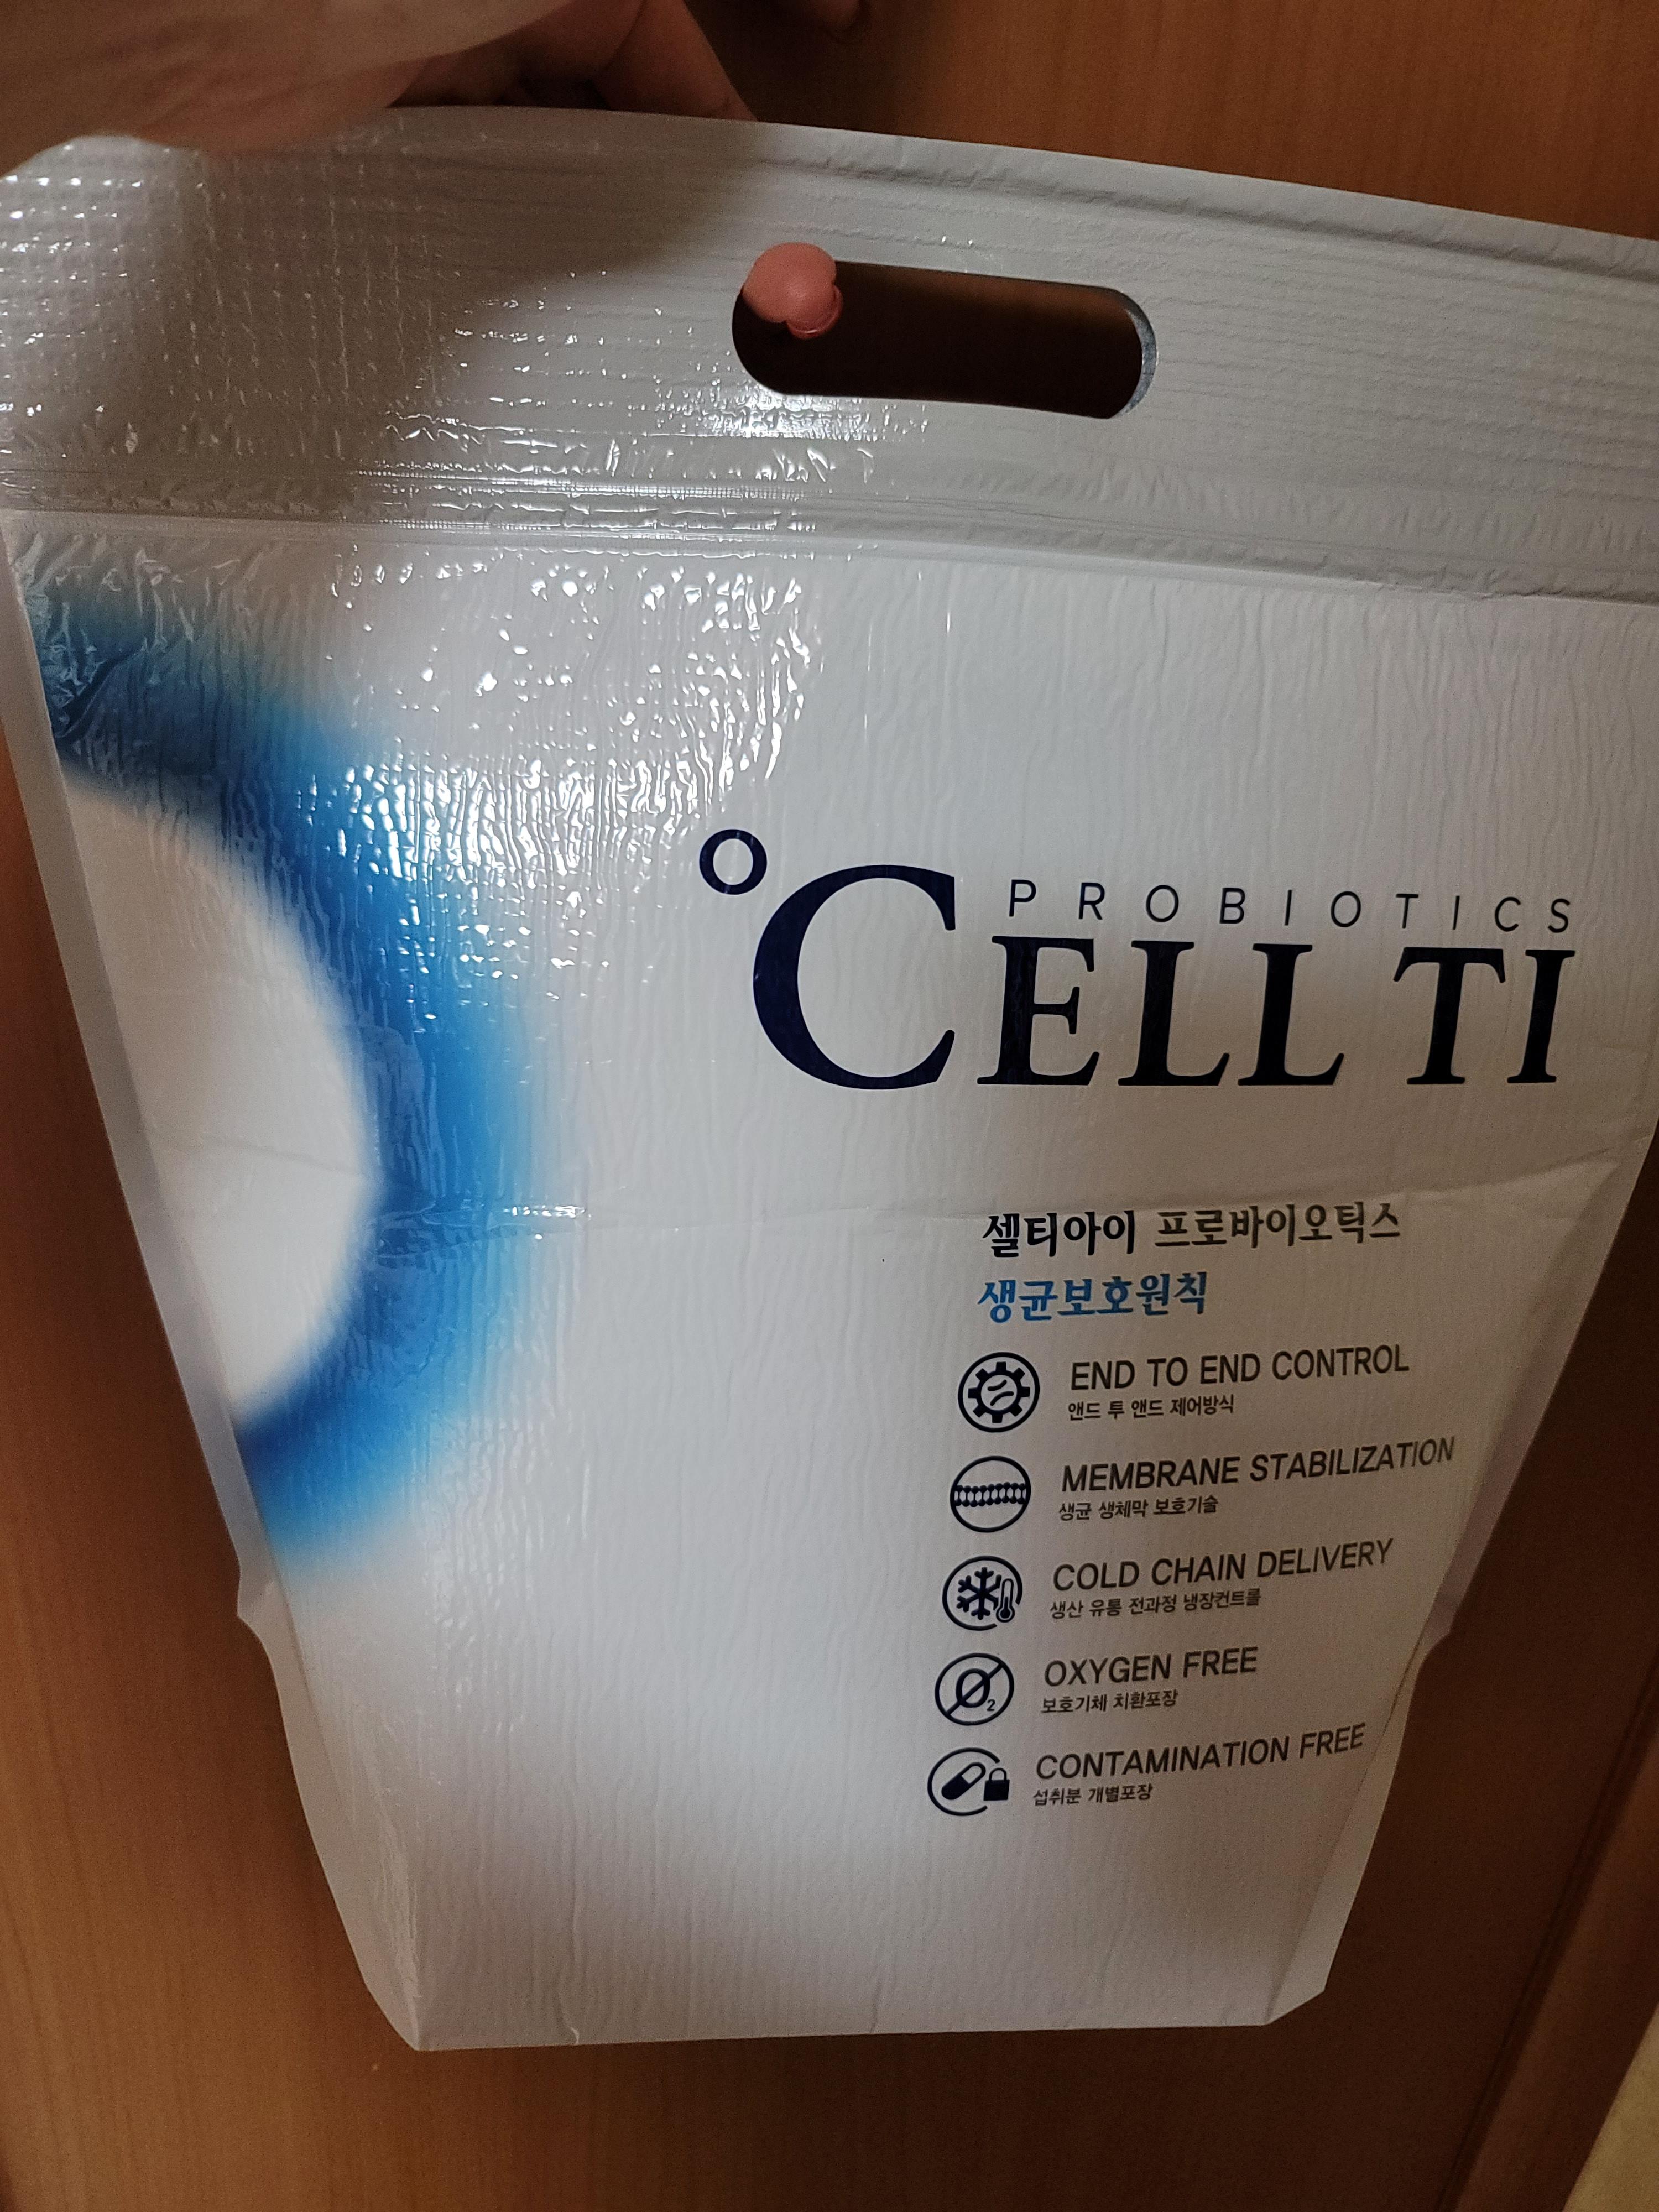 PROBIOTICS
°CELL TI
셀티아이 프로바이오틱스
생균보호원칙
END TO END CONTROL
앤드 투 앤드 제어방식
MEMBRANE STABILIZATION
생균 생체막 보호기술
COLD CHAIN DELIVERY
생산 유통 전과정 냉장컨트롤
O₂
OXYGEN FREE
보호기체 치환포장
CONTAMINATION FREE
섭취분 개별포장